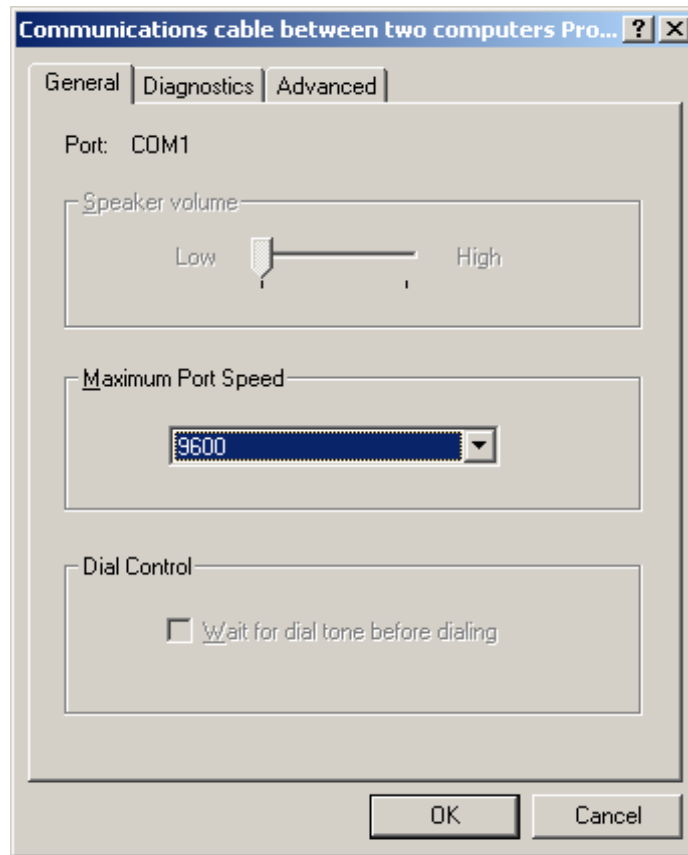 Communications cable between two computers Pro... ? X
General Diagnostics Advanced
Port: COM1
Speaker volume
Low High
Maximum Port Speed
9600
Dial Control
Wait for dial tone before dialing
OK Cancel